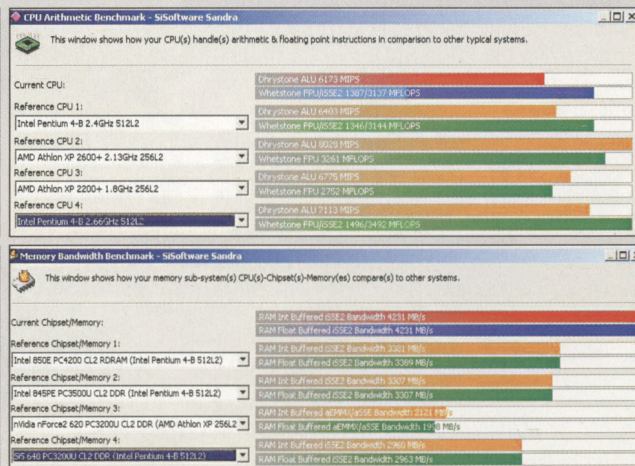 CPU Arithmetic Benchmark - SiSoftware Sandra
This window shows how your CPU(s) handle(s) arithmetic & floating point instructions in comparison to other typical systems.
Current CPU:
Dhrystone ALU 6173 MIPS
Whetstone FPU/iSSE2 1387/3137 MFLOPS
Reference CPU 1:
Intel Pentium 4-B 2.4GHz 512L2
Dhrystone ALU 6403 MIPS
Whetstone FPU/iSSE2 1346/3144 MFLOPS
Reference CPU 2:
AMD Athlon XP 2600+ 2.13GHz 256L2
Dhrystone ALU 8020 MIPS
Whetstone FPU 3261 MFLOPS
Reference CPU 3:
AMD Athlon XP 2200+ 1.8GHz 256L2
Dhrystone ALU 6775 MIPS
Whetstone FPU 2752 MFLOPS
Reference CPU 4:
Intel Pentium 4-B 2.66GHz 512L2
Dhrystone ALU 7113 MIPS
Whetstone FPU/iSSE2 1496/3492 MFLOPS
Memory Bandwidth Benchmark - SiSoftware Sandra
This window shows how your memory sub-system(s) CPU(s)-Chipset(s)-Memory(es) compare(s) to other systems.
Current Chipset/Memory:
RAM Int Buffered iSSE2 Bandwidth 4231 MB/s
RAM Float Buffered iSSE2 Bandwidth 4231 MB/s
Reference Chipset/Memory 1:
Intel 850E PC4200 CL2 RDRAM (Intel Pentium 4-B 512L2)
RAM Int Buffered iSSE2 Bandwidth 3381 MB/s
RAM Float Buffered iSSE2 Bandwidth 3389 MB/s
Reference Chipset/Memory 2:
Intel 845PE PC3500U CL2 DDR (Intel Pentium 4-B 512L2)
RAM Int Buffered iSSE2 Bandwidth 3307 MB/s
RAM Float Buffered iSSE2 Bandwidth 3307 MB/s
Reference Chipset/Memory 3:
nVidia nForce2 620 PC3200U CL2 DDR (AMD Athlon XP 256L2
RAM Int Buffered aEMMX/aSSE Bandwidth 2121 MB/s
RAM Float Buffered aEMMX/aSSE Bandwidth 1998 MB/s
Reference Chipset/Memory 4:
SiS 648 PC3200U CL2 DDR (Intel Pentium 4-B 512L2)
RAM Int Buffered iSSE2 Bandwidth 2960 MB/s
RAM Float Buffered iSSE2 Bandwidth 2963 MB/s